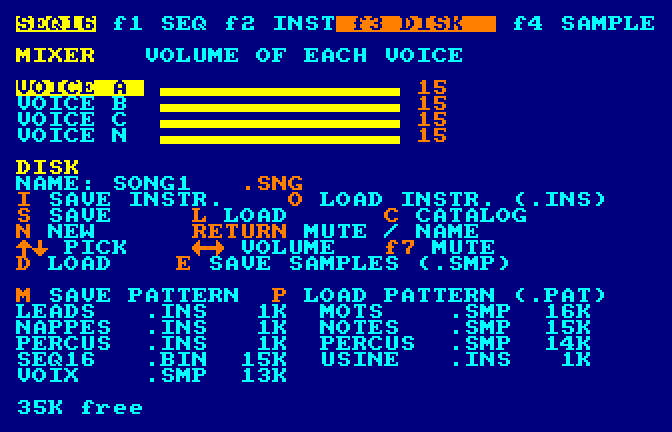 SEQ16 f1 SEQ f2 INST f3 DISK f4 SAMPLE
MIXER VOLUME OF EACH VOICE
VOICE A 15
VOICE B 15
VOICE C 15
VOICE N 15
DISK
NAME: SONG1 .SNG
I SAVE INSTR. O LOAD INSTR. (.INS)
S SAVE L LOAD C CATALOG
N NEW RETURN MUTE / NAME
↑↓ PICK ↔ VOLUME f7 MUTE
D LOAD E SAVE SAMPLES (.SMP)
M SAVE PATTERN P LOAD PATTERN (.PAT)
LEADS .INS 1K MOTS .SMP 16K
NAPPES .INS 1K NOTES .SMP 15K
PERCUS .INS 1K PERCUS .SMP 14K
SEQ16 .BIN 15K USINE .INS 1K
VOIX .SMP 13K
35K free